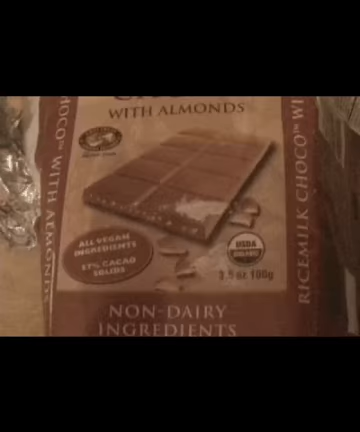 WITH ALMONDS
CHOCO™ WITH ALMONDS
RICEMILK CHOCO™ WI
ALL VEGAN
INGREDIENTS
USDA
ORGANIC
3.5 oz 100g
CACAO
SOLIDS
NON-DAIRY
INGREDIENTS